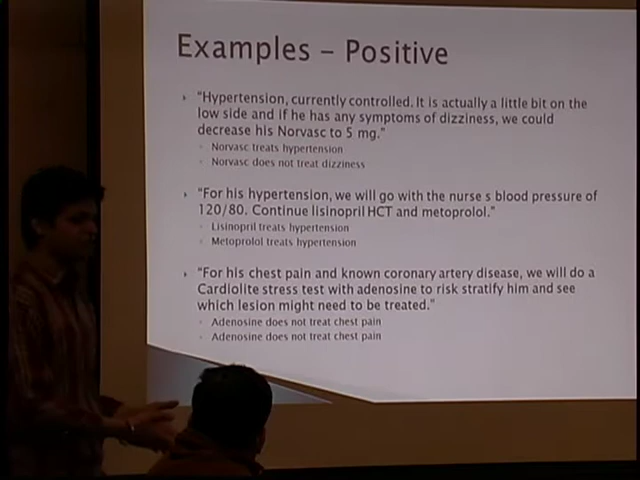 Examples – Positive
"Hypertension, currently controlled. It is actually a little bit on the
low side and if he has any symptoms of dizziness, we could
decrease his Norvasc to 5 mg."
Norvasc treats hypertension
Norvasc does not treat dizziness
"For his hypertension, we will go with the nurse s blood pressure of
120/80. Continue lisinopril HCT and metoprolol."
Lisinopril treats hypertension
Metoprolol treats hypertension
"For his chest pain and known coronary artery disease, we will do a
Cardiolite stress test with adenosine to risk stratify him and see
which lesion might need to be treated."
Adenosine does not treat chest pain
Adenosine does not treat chest pain